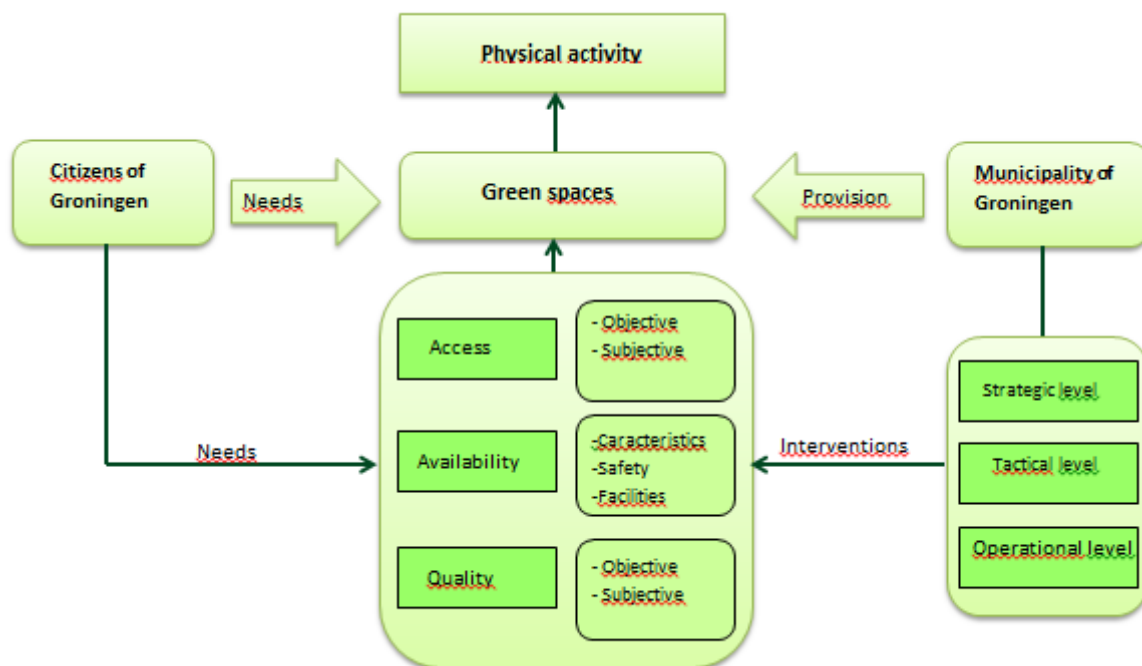 Physical activity
Citizens of
Groningen
Needs
Green spaces
Provision
Municipality of
Groningen
Access
- Objective
- Subjective
Strategic level
Needs
Availability
-Caracteristics
-Safety
-Facilities
Interventions
Tactical level
Operational level
Quality
- Objective
- Subjective